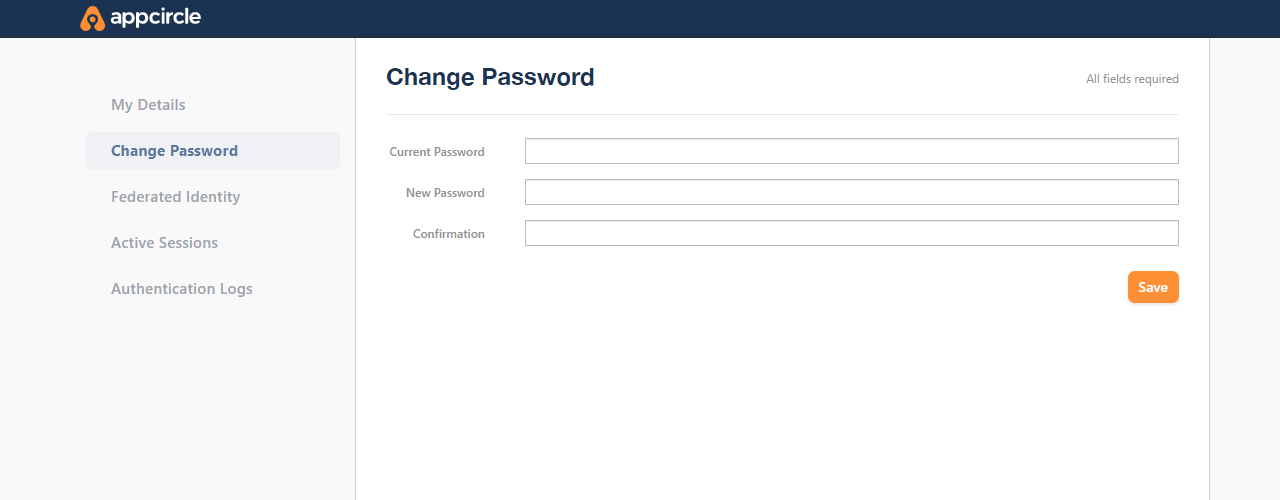 appcircle
My Details
Change Password
Federated Identity
Active Sessions
Authentication Logs
Change Password
All fields required
Current Password
New Password
Confirmation
Save